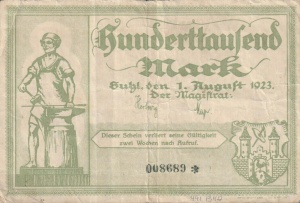 Hunderttausend
Mark
Suhl, den 1. August 1923.
Der Magistrat.
Dieser Schein verliert seine Gültigkeit
zwei Wochen nach Aufruf.
008689 *